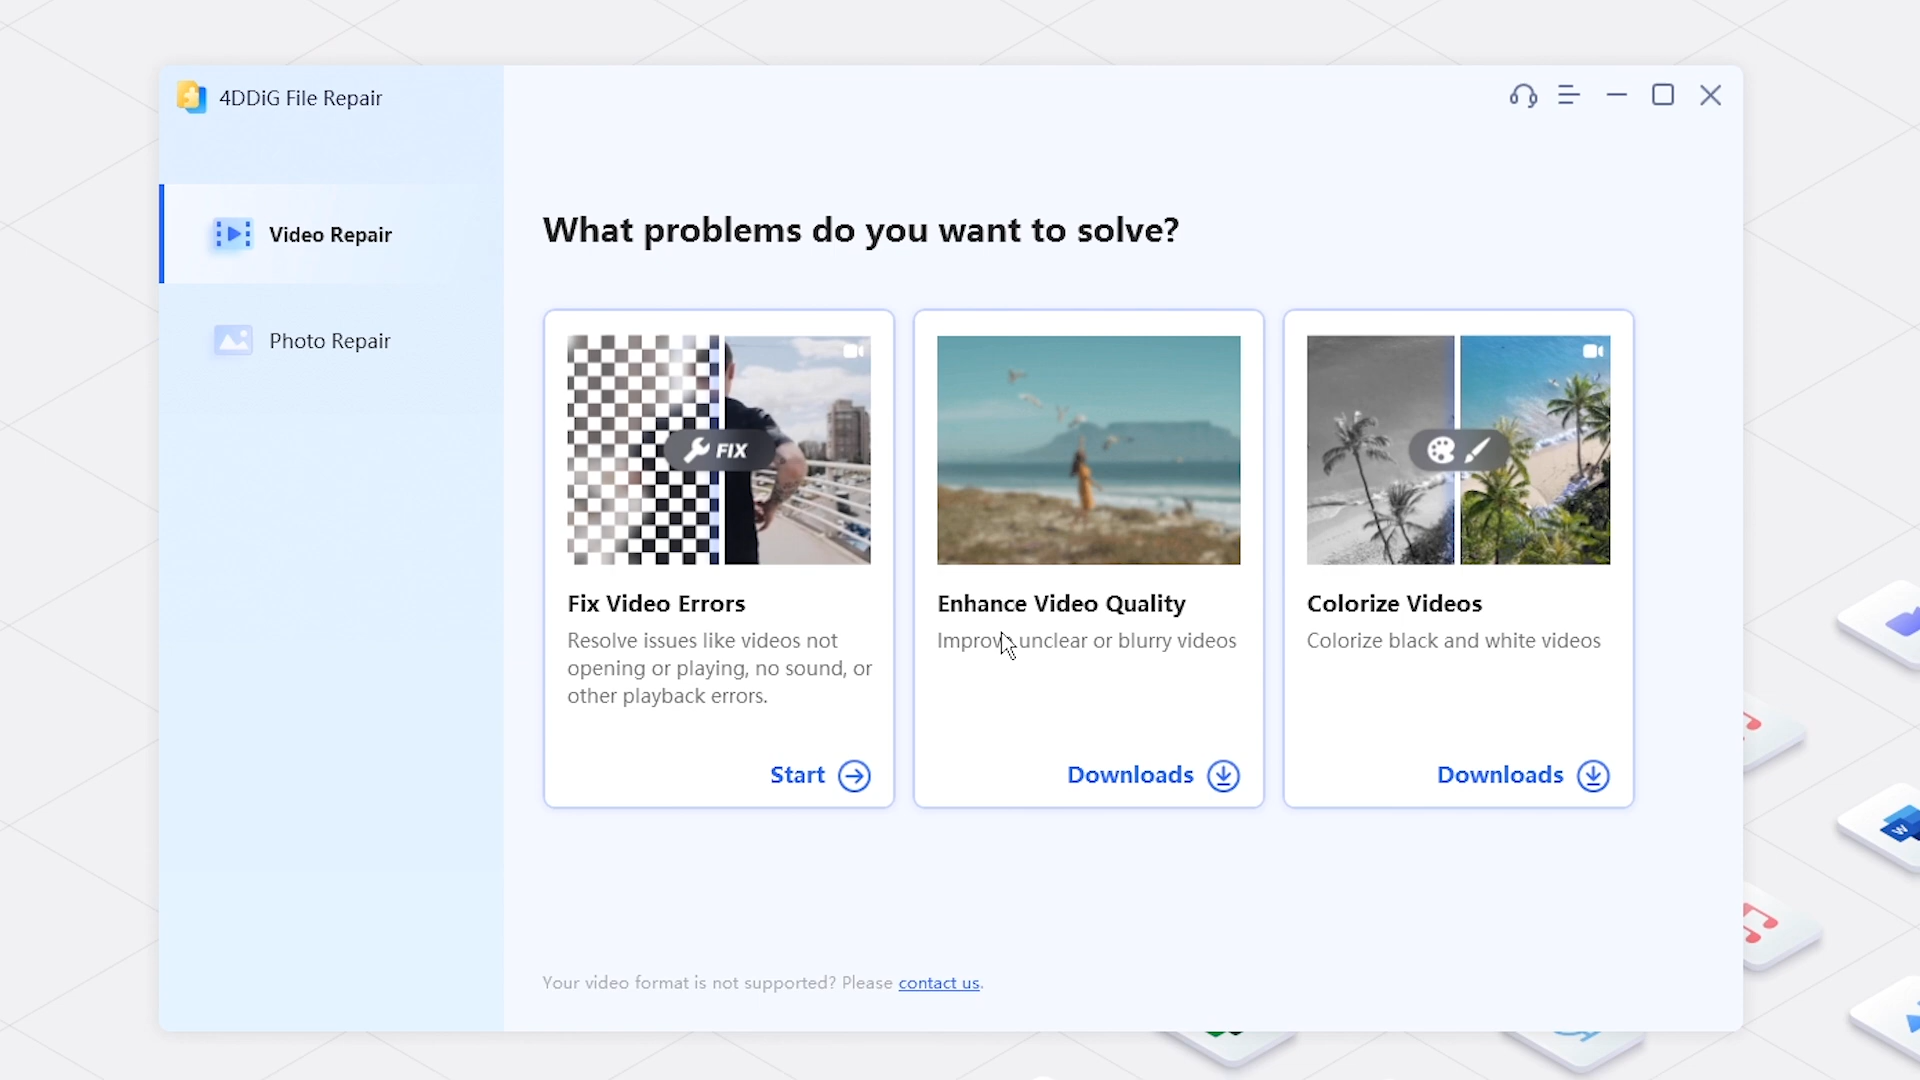 4DDiG File Repair
Video Repair
Photo Repair
What problems do you want to solve?
FIX
Fix Video Errors
Resolve issues like videos not
opening or playing, no sound, or
other playback errors.
Start
Enhance Video Quality
Improve unclear or blurry videos
Downloads
Colorize Videos
Colorize black and white videos
Downloads
Your video format is not supported? Please contact us.
W